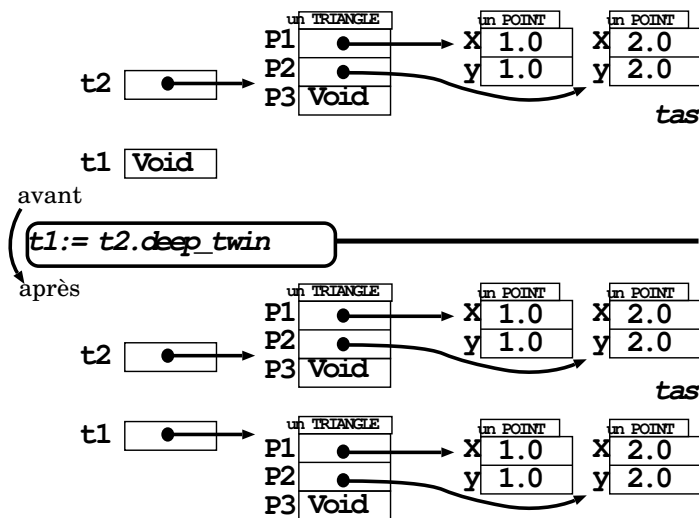 un TRIANGLE un POINT un POINT
P1 x 1.0 x 2.0
P2 y 1.0 y 2.0
t2 P3 Void
tas
t1 Void
avant
t1:= t2.deep_twin
après
un TRIANGLE un POINT un POINT
P1 x 1.0 x 2.0
P2 y 1.0 y 2.0
t2 P3 Void
tas
t1 un TRIANGLE un POINT un POINT
P1 x 1.0 x 2.0
P2 y 1.0 y 2.0
P3 Void